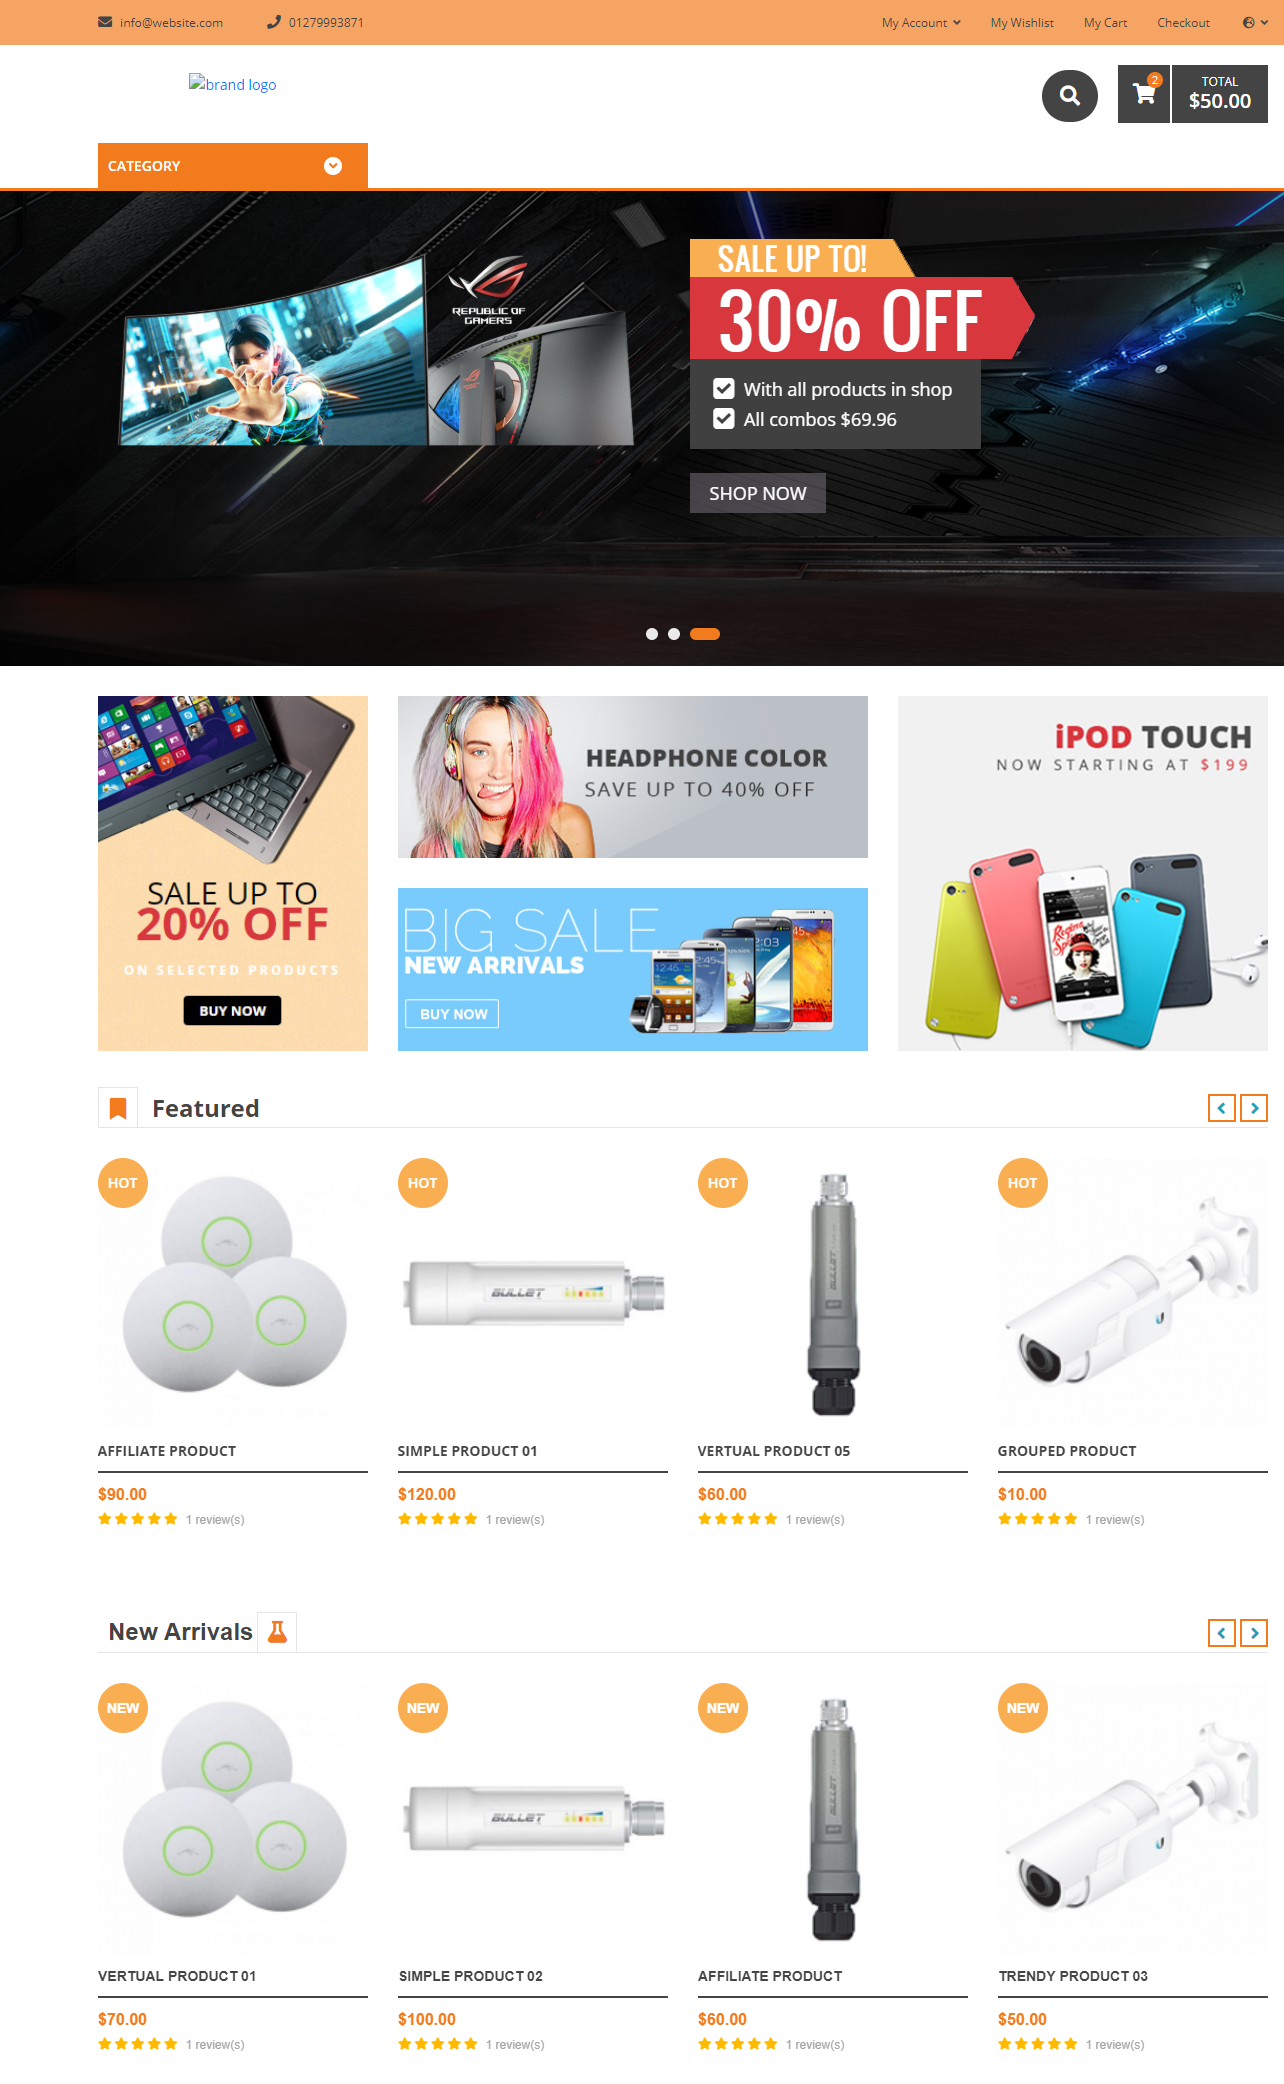 info@website.com
01279993871
My Account
My Wishlist
My Cart
Checkout
brand logo
2
TOTAL
$50.00
CATEGORY
REPUBLIC OF
GAMERS
SALE UP TO!
30% OFF
With all products in shop
All combos $69.96
SHOP NOW
SALE UP TO
20% OFF
ON SELECTED PRODUCTS
BUY NOW
HEADPHONE COLOR
SAVE UP TO 40% OFF
BIG SALE
NEW ARRIVALS
BUY NOW
iPOD TOUCH
NOW STARTING AT $199
Featured
HOT
HOT
HOT
HOT
BULLET
BULLET
AFFILIATE PRODUCT
SIMPLE PRODUCT 01
VERTUAL PRODUCT 05
GROUPED PRODUCT
$90.00
$120.00
$60.00
$10.00
1 review(s)
1 review(s)
1 review(s)
1 review(s)
New Arrivals
NEW
NEW
NEW
NEW
BULLET
BULLET
VERTUAL PRODUCT 01
SIMPLE PRODUCT 02
AFFILIATE PRODUCT
TRENDY PRODUCT 03
$70.00
$100.00
$60.00
$50.00
1 review(s)
1 review(s)
1 review(s)
1 review(s)